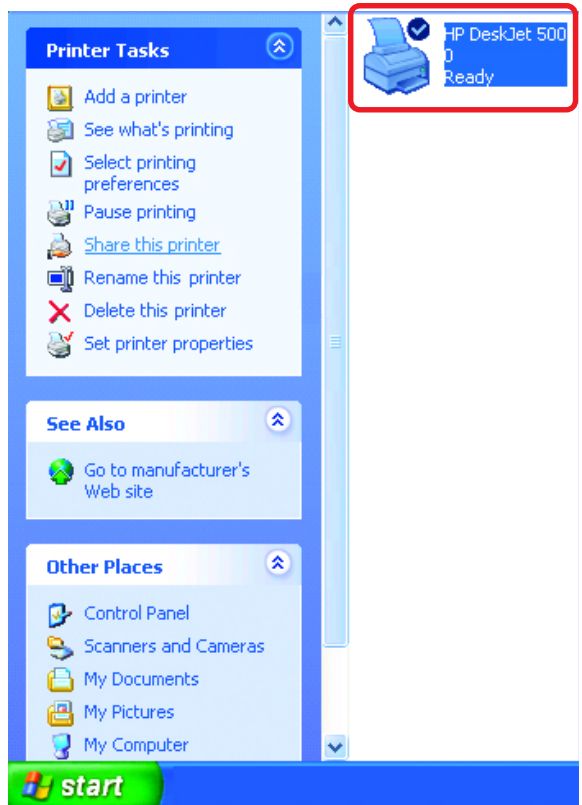 Printer Tasks
Add a printer
See what's printing
Select printing
preferences
Pause printing
Share this printer
Rename this printer
Delete this printer
Set printer properties
See Also
Go to manufacturer's
Web site
Other Places
Control Panel
Scanners and Cameras
My Documents
My Pictures
My Computer
HP DeskJet 500
0
Ready
start